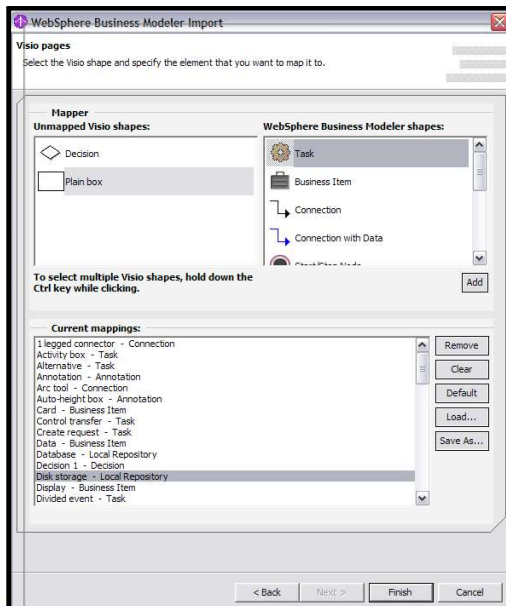 WebSphere Business Modeler Import
Visio pages
Select the Visio shape and specify the element that you want to map it to.
Mapper
Unmapped Visio shapes:
WebSphere Business Modeler shapes:
Decision
Plain box
Task
Business Item
Connection
Connection with Data
Start/Stop Node
To select multiple Visio shapes, hold down the
Ctrl key while clicking.
Add
Current mappings:
1 legged connector - Connection
Activity box - Task
Alternative - Task
Annotation - Annotation
Arc tool - Connection
Auto-height box - Annotation
Card - Business Item
Control transfer - Task
Create request - Task
Data - Business Item
Database - Local Repository
Decision 1 - Decision
Disk storage - Local Repository
Display - Business Item
Divided event - Task
Remove
Clear
Default
Load...
Save As...
< Back
Next >
Finish
Cancel